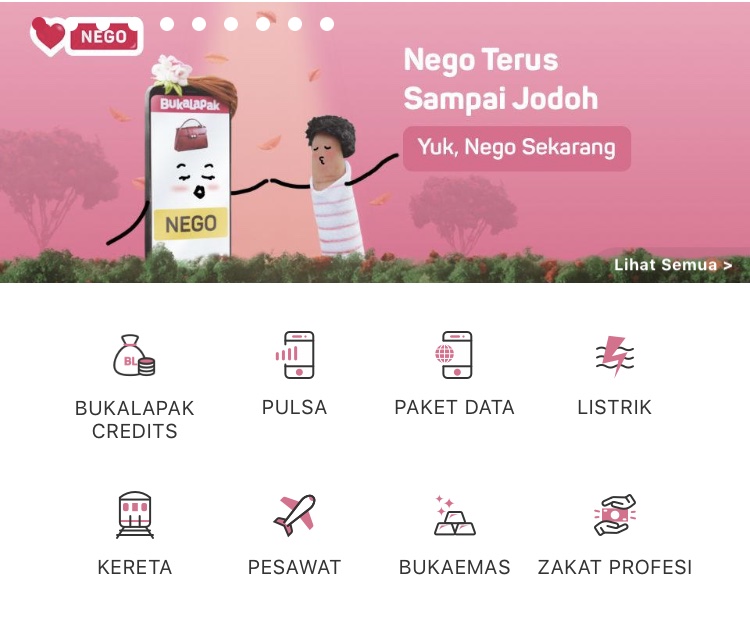 NEGO
Nego Terus
Sampai Jodoh
Yuk, Nego Sekarang
BUKALAPAK
NEGO
Lihat Semua >
BL
BUKALAPAK
CREDITS
PULSA
PAKET DATA
LISTRIK
KERETA
PESAWAT
BUKAEMAS
ZAKAT PROFESI